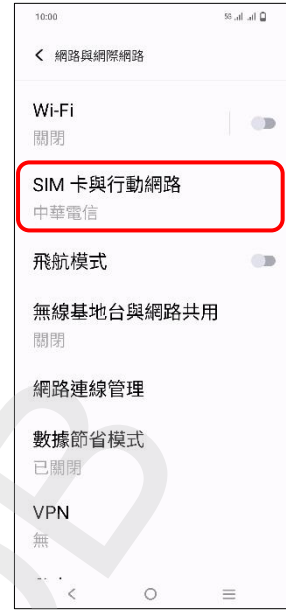 10:00
5G
網路與網際網路
Wi-Fi
關閉
SIM 卡與行動網路
中華電信
飛航模式
無線基地台與網路共用
關閉
網路連線管理
數據節省模式
已關閉
VPN
無